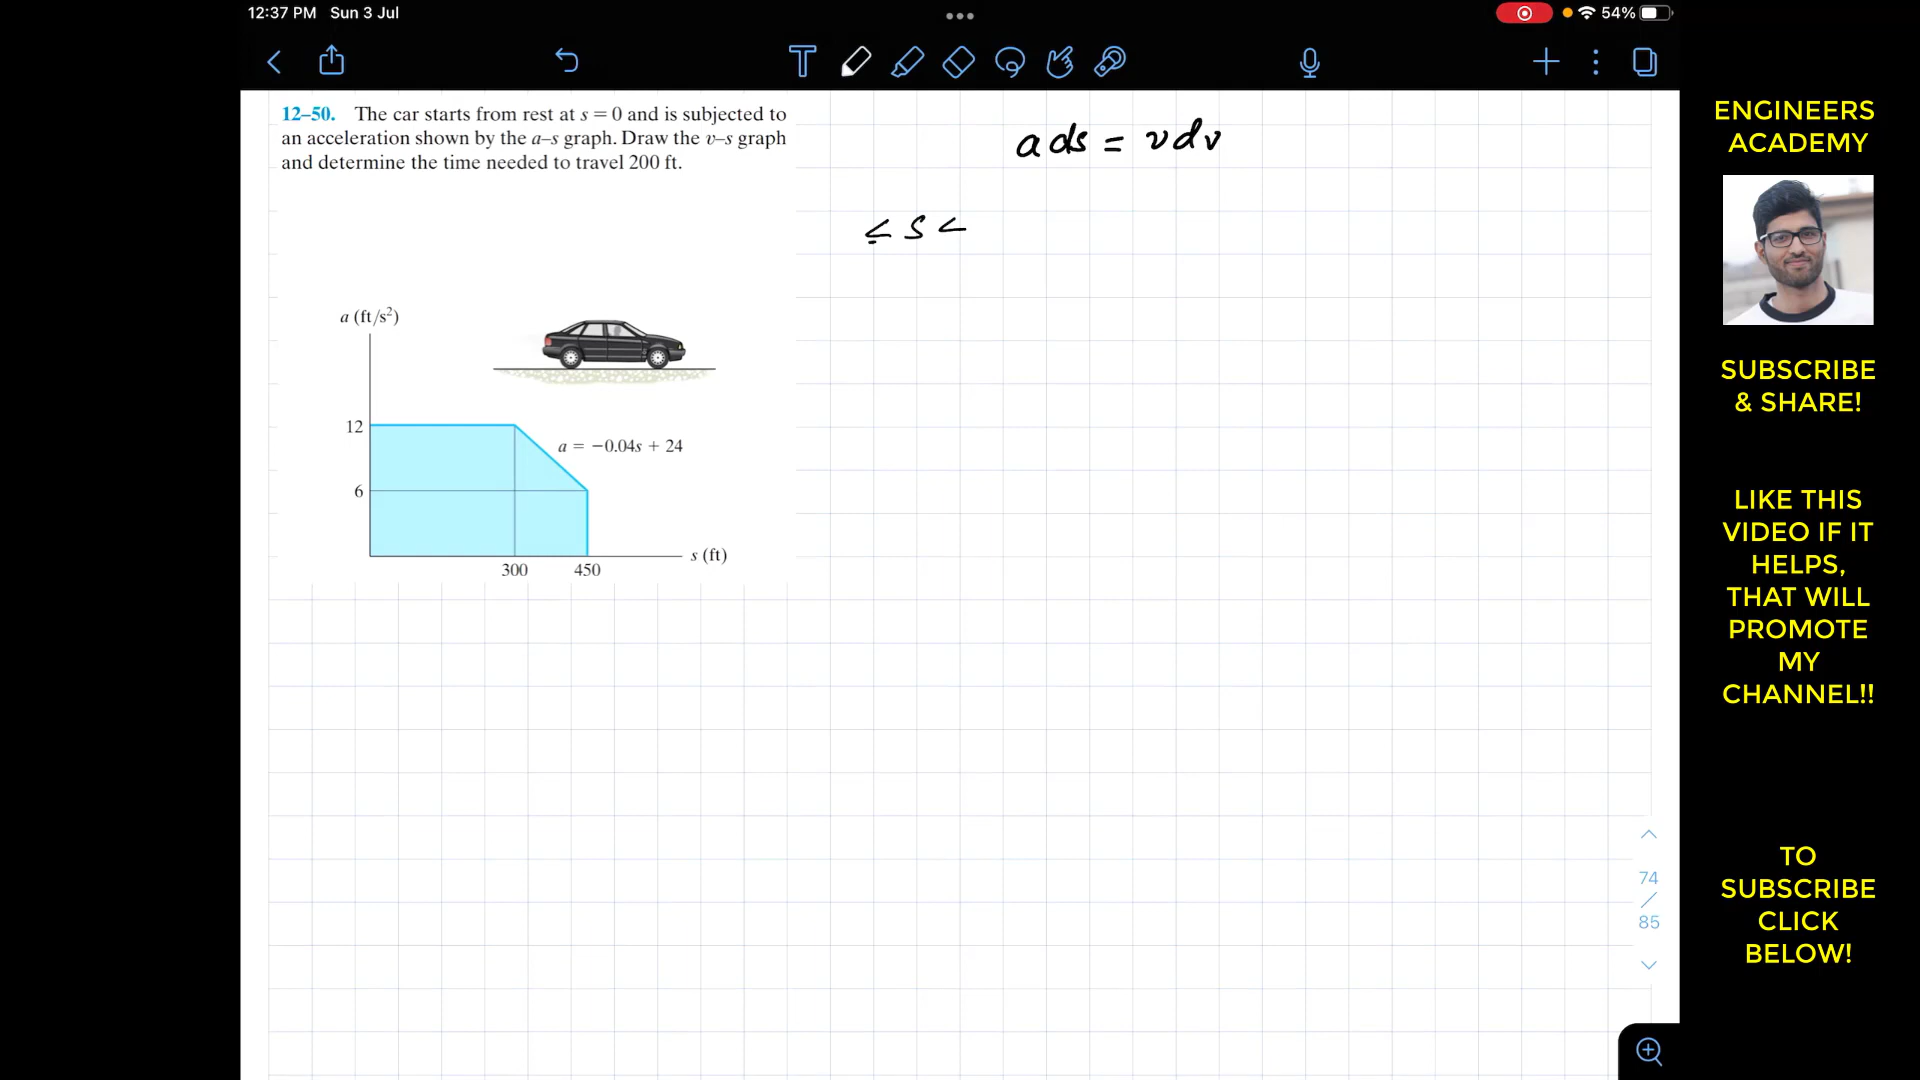 12:37 PM Sun 3 Jul
54%
12–50. The car starts from rest at s = 0 and is subjected to
an acceleration shown by the a–s graph. Draw the v–s graph
and determine the time needed to travel 200 ft.
a ds = v dv
≤ s <
a (ft/s²)
12
a = −0.04s + 24
6
s (ft)
300 450
74
/
85
ENGINEERS
ACADEMY
SUBSCRIBE
& SHARE!
LIKE THIS
VIDEO IF IT
HELPS,
THAT WILL
PROMOTE
MY
CHANNEL!!
TO
SUBSCRIBE
CLICK
BELOW!